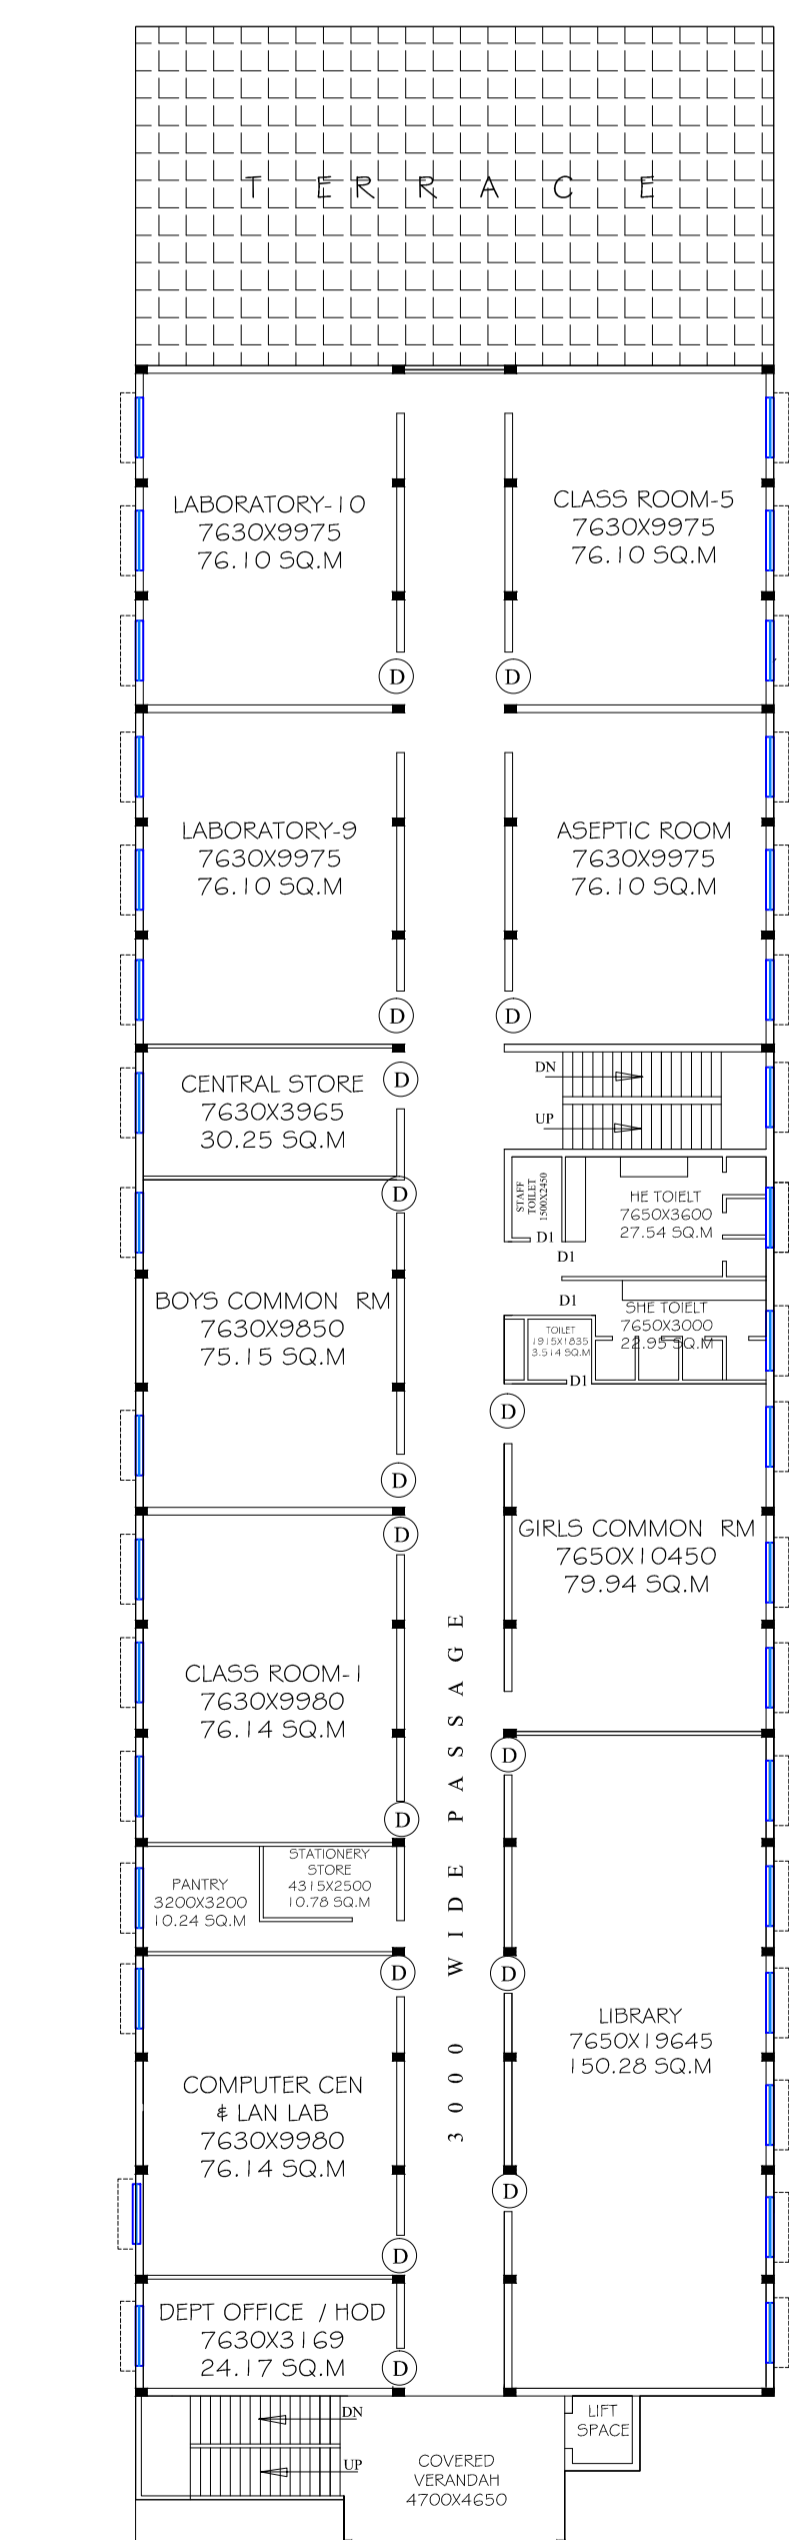 T E R R A C E
LABORATORY-10
7630X9975
76.10 SQ.M
CLASS ROOM-5
7630X9975
76.10 SQ.M
D
D
LABORATORY-9
7630X9975
76.10 SQ.M
ASEPTIC ROOM
7630X9975
76.10 SQ.M
D
D
CENTRAL STORE
7630X3965
30.25 SQ.M
D
DN
UP
D
STAFF
TOILET
1500X2450
HE TOIELT
7650X3600
27.54 SQ.M
D1
D1
D1
SHE TOIELT
7650X3000
22.95 SQ.M
TOILET
1915X1835
3.514 SQ.M
D1
BOYS COMMON RM
7630X9850
75.15 SQ.M
D
D
D
GIRLS COMMON RM
7650X10450
79.94 SQ.M
CLASS ROOM-1
7630X9980
76.14 SQ.M
D
D
3000 WIDE PASSAGE
PANTRY
3200X3200
10.24 SQ.M
STATIONERY
STORE
4315X2500
10.78 SQ.M
D
D
LIBRARY
7650X19645
150.28 SQ.M
COMPUTER CEN
& LAN LAB
7630X9980
76.14 SQ.M
D
D
DEPT OFFICE / HOD
7630X3169
24.17 SQ.M
D
DN
UP
LIFT
SPACE
COVERED
VERANDAH
4700X4650